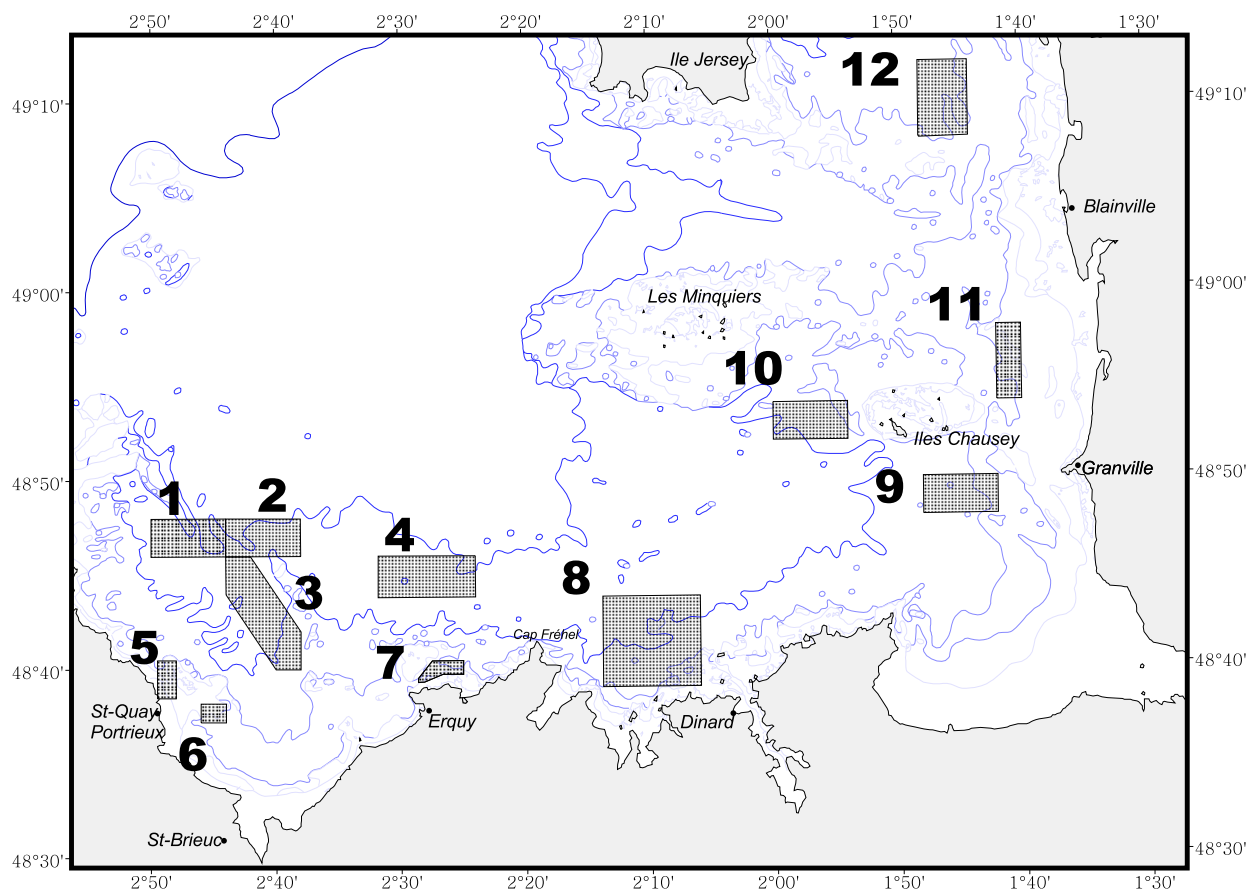 2°50' 2°40' 2°30' 2°20' 2°10' 2°00' 1°50' 1°40' 1°30'
Ile Jersey
12
49°10' 49°10'
Blainville
49°00' 49°00'
Les Minquiers
11
10
Iles Chausey
Granville
48°50' 48°50'
9
1 2
4
8
3
Cap Fréhel
5
7
48°40' 48°40'
St-Quay
Portrieux
Erquy
Dinard
6
St-Brieuc
48°30' 48°30'
2°50' 2°40' 2°30' 2°20' 2°10' 2°00' 1°50' 1°40' 1°30'